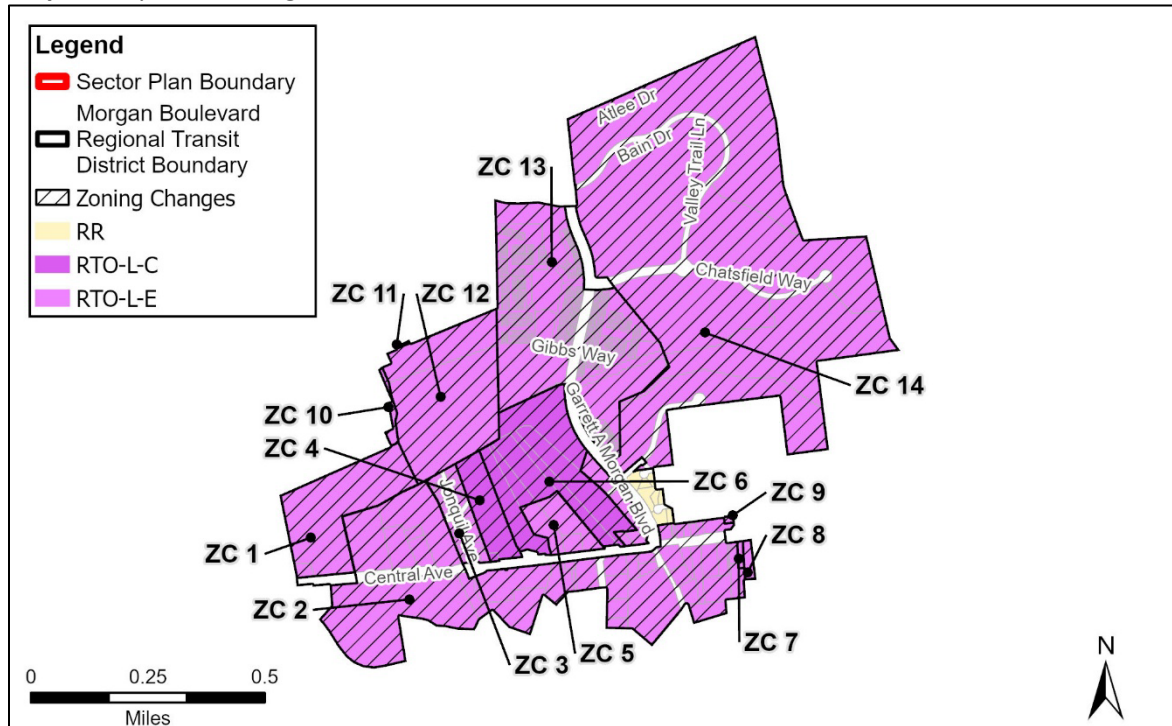 Legend
Sector Plan Boundary
Morgan Boulevard
Regional Transit
District Boundary
Zoning Changes
RR
RTO-L-C
RTO-L-E
Atlee Dr
Bain Dr
Valley Trail Ln
ZC 13
Chatsfield Way
ZC 11
ZC 12
Gibbs Way
ZC 14
ZC 10
Garrett A Morgan Blvd
ZC 4
ZC 6
Jonquil Ave
ZC 9
ZC 8
ZC 1
Central Ave
ZC 2
ZC 3
ZC 5
ZC 7
0
0.25
0.5
Miles
N